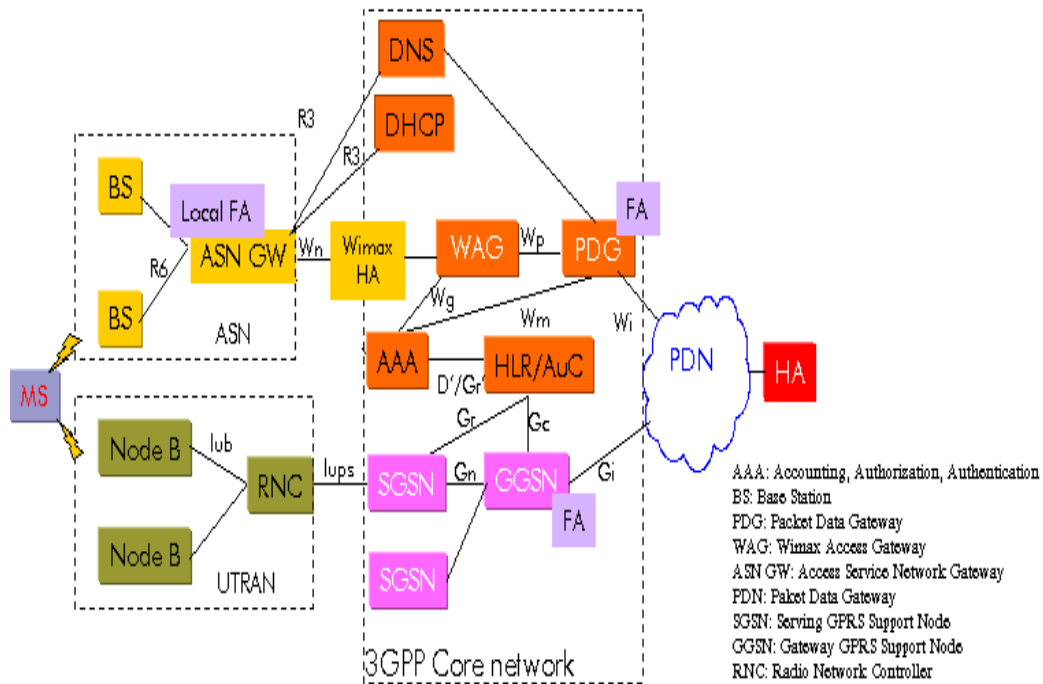 DNS
R3
DHCP
R3
BS
Local FA
FA
ASN GW
Wn
Wimax
HA
WAG
Wp
PDG
R6
BS
ASN
Wg
Wm
Wi
AAA
HLR/AuC
D'/Gr'
PDN
HA
MS
Gr
Gc
Node B
Iub
RNC
Iups
SGSN
Gn
GGSN
Gi
FA
Node B
UTRAN
SGSN
3GPP Core network
AAA: Accounting, Authorization, Authentication
BS: Base Station
PDG: Packet Data Gateway
WAG: Wimax Access Gateway
ASN GW: Access Service Network Gateway
PDN: Paket Data Gateway
SGSN: Serving GPRS Support Node
GGSN: Gateway GPRS Support Node
RNC: Radio Network Controller